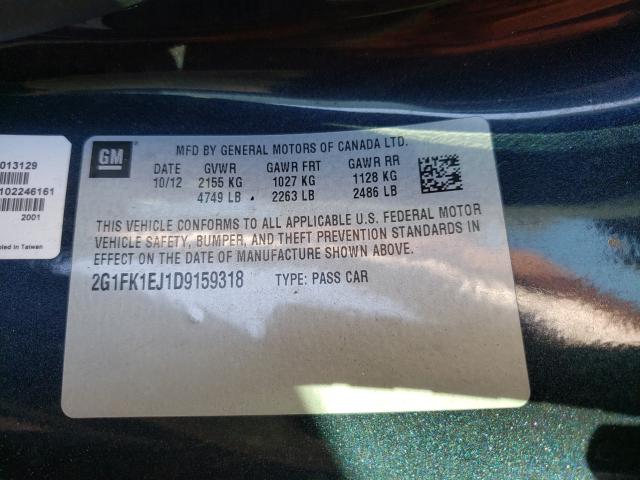 013129
102246161
2001
ted in Taiwan
GM
MFD BY GENERAL MOTORS OF CANADA LTD.
DATE GVWR GAWR FRT GAWR RR
10/12 2155 KG 1027 KG 1128 KG
4749 LB 2263 LB 2486 LB
THIS VEHICLE CONFORMS TO ALL APPLICABLE U.S. FEDERAL MOTOR
VEHICLE SAFETY, BUMPER, AND THEFT PREVENTION STANDARDS IN
EFFECT ON THE DATE OF MANUFACTURE SHOWN ABOVE.
2G1FK1EJ1D9159318 TYPE: PASS CAR